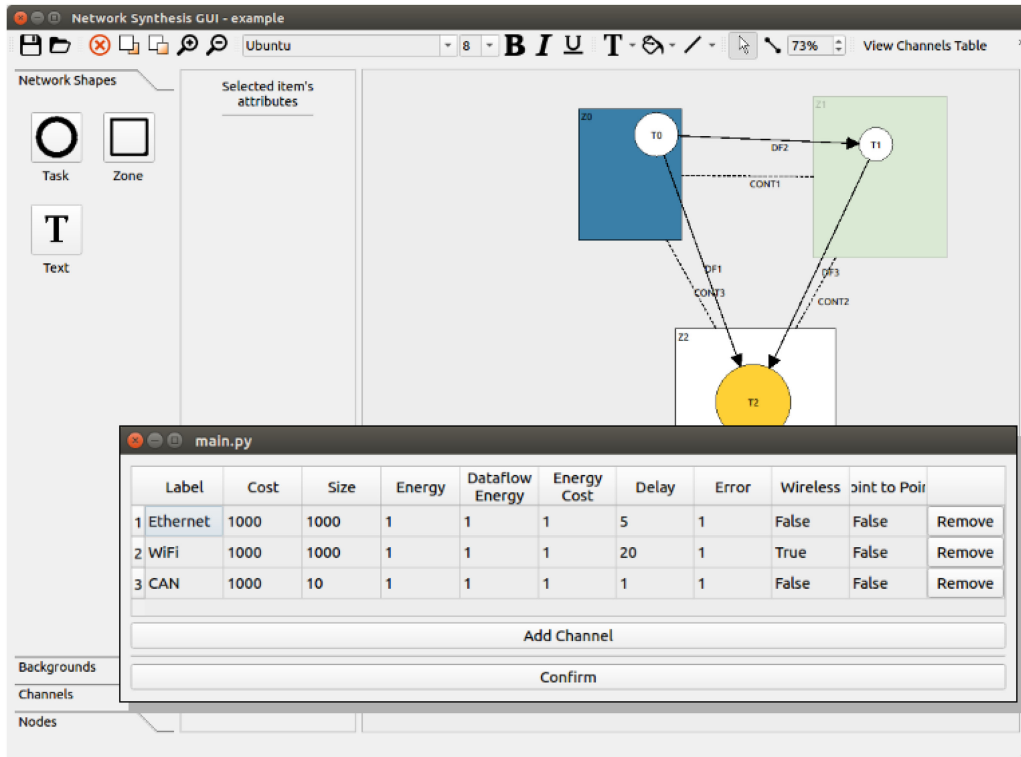 Network Synthesis GUI - example
Ubuntu 8 B I U T 73% View Channels Table
Network Shapes
Task Zone
T
Text
Selected item's
attributes
Z0
T0
Z1
T1
DF2
CONT1
DF1
CONT3
DF3
CONT2
Z2
T2
main.py
Label Cost Size Energy Dataflow Energy Energy Cost Delay Error Wireless oint to Poin
1 Ethernet 1000 1000 1 1 1 5 1 False False Remove
2 WiFi 1000 1000 1 1 1 20 1 True False Remove
3 CAN 1000 10 1 1 1 1 1 False False Remove
Add Channel
Confirm
Backgrounds
Channels
Nodes